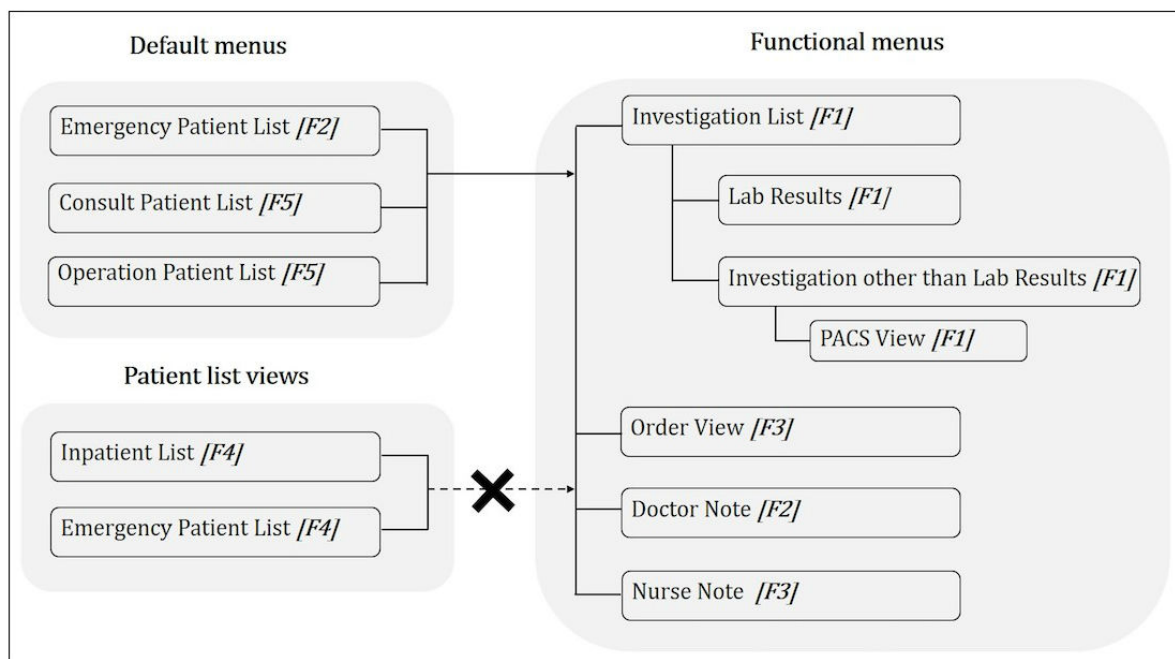 Default menus
Emergency Patient List [F2]
Consult Patient List [F5]
Operation Patient List [F5]
Patient list views
Inpatient List [F4]
Emergency Patient List [F4]
Functional menus
Investigation List [F1]
Lab Results [F1]
Investigation other than Lab Results [F1]
PACS View [F1]
Order View [F3]
Doctor Note [F2]
Nurse Note [F3]